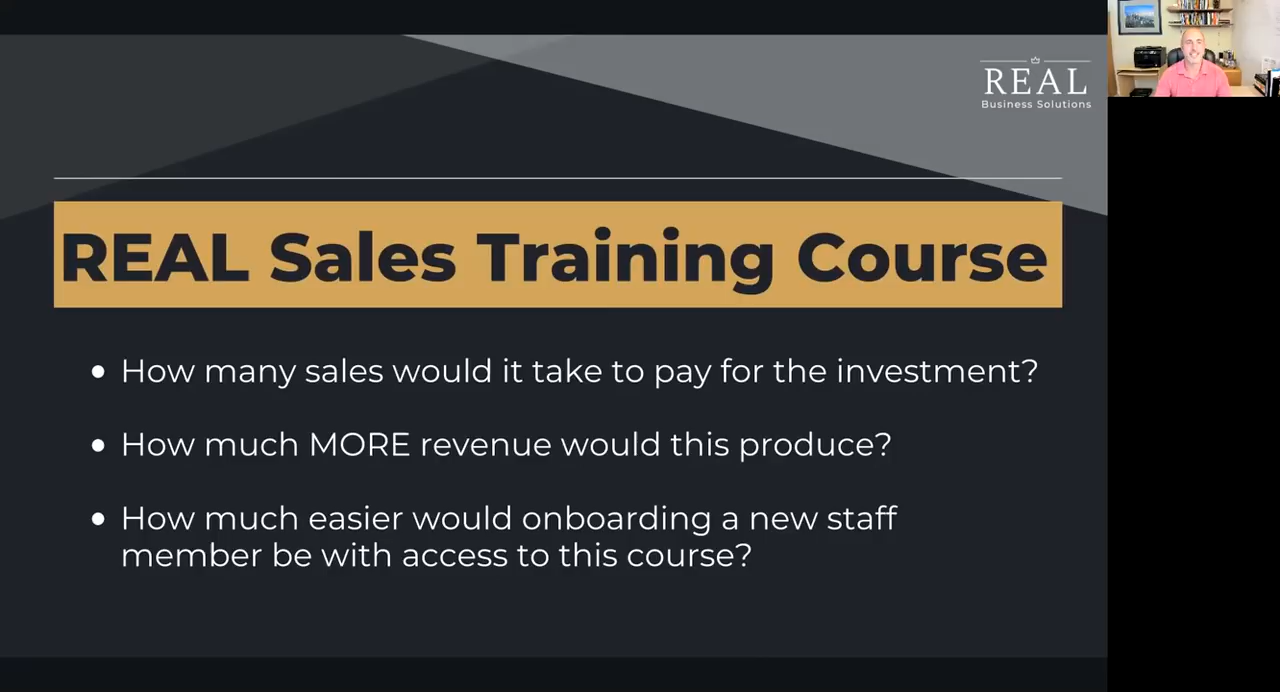 REAL
Business Solutions
REAL Sales Training Course
• How many sales would it take to pay for the investment?
• How much MORE revenue would this produce?
• How much easier would onboarding a new staff
member be with access to this course?